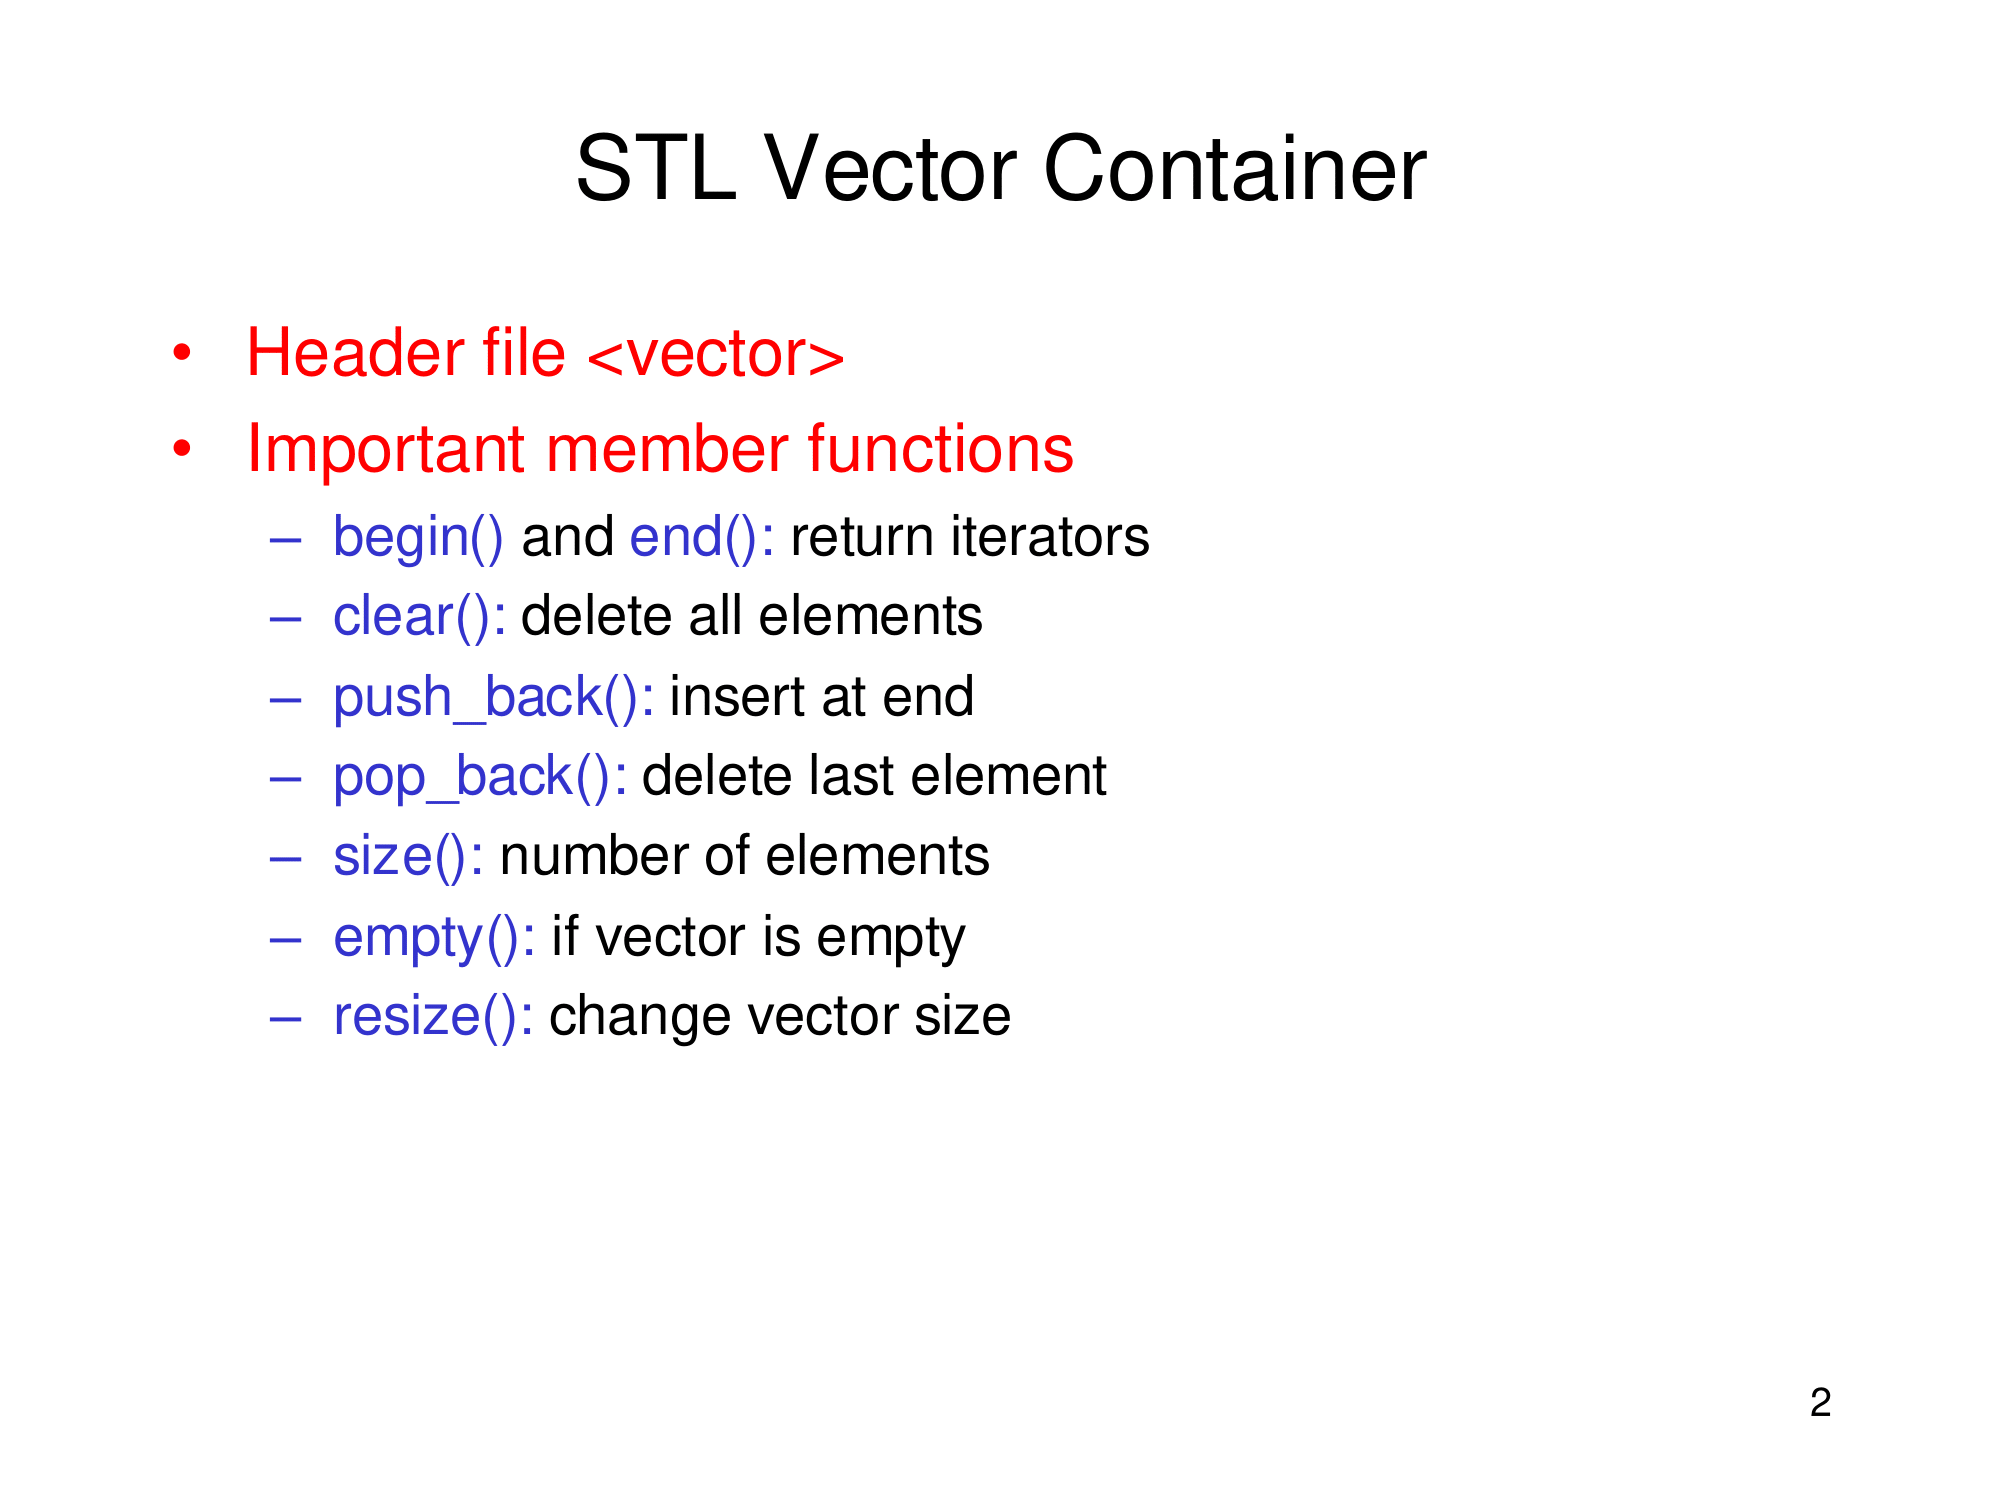 STL Vector Container
• Header file <vector>
• Important member functions
– begin() and end(): return iterators
– clear(): delete all elements
– push_back(): insert at end
– pop_back(): delete last element
– size(): number of elements
– empty(): if vector is empty
– resize(): change vector size
2